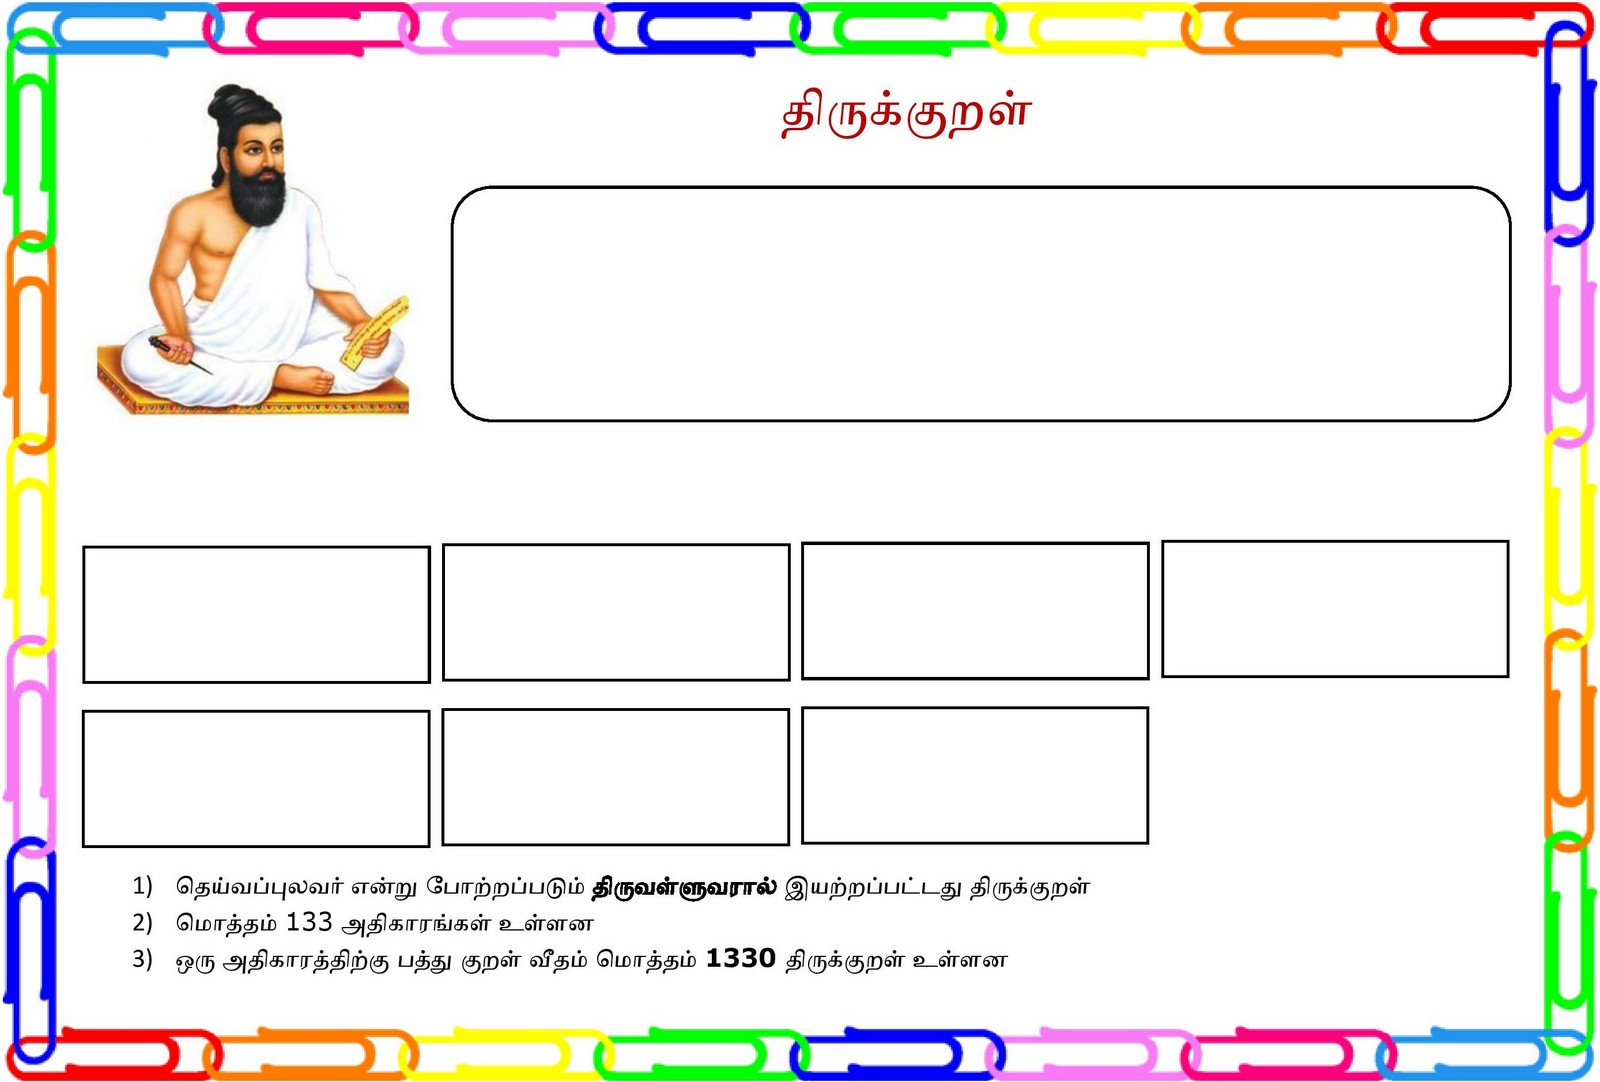 திருக்குறள்
1) தெய்வப்புலவர் என்று போற்றப்படும் திருவள்ளுவரால் இயற்றப்பட்டது திருக்குறள்
2) மொத்தம் 133 அதிகாரங்கள் உள்ளன
3) ஒரு அதிகாரத்திற்கு பத்து குறள் வீதம் மொத்தம் 1330 திருக்குறள் உள்ளன